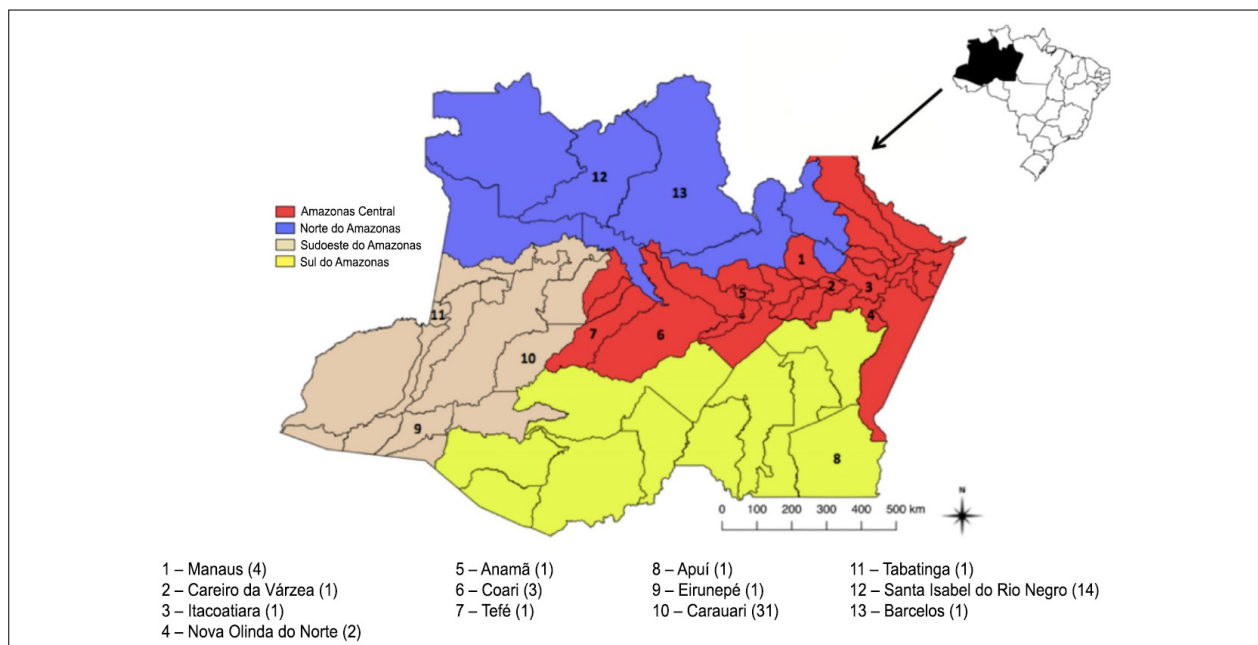 12
13
Amazonas Central
Norte do Amazonas
Sudoeste do Amazonas
Sul do Amazonas
1
2
3
5
4
11
7
6
10
9
8
N
0 100 200 300 400 500 km
1 – Manaus (4)
2 – Careiro da Várzea (1)
3 – Itacoatiara (1)
4 – Nova Olinda do Norte (2)
5 – Anamã (1)
6 – Coari (3)
7 – Tefé (1)
8 – Apuí (1)
9 – Eirunepé (1)
10 – Carauari (31)
11 – Tabatinga (1)
12 – Santa Isabel do Rio Negro (14)
13 – Barcelos (1)